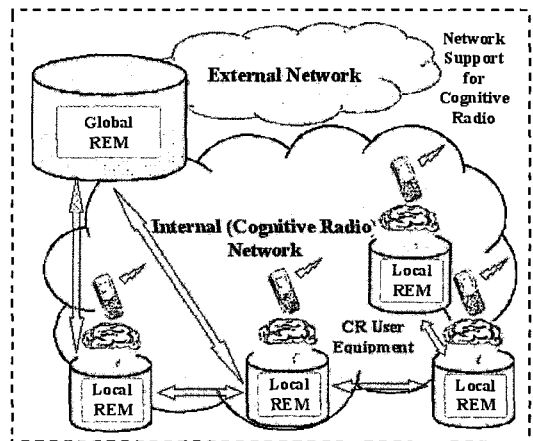 Network
Support
for
Cognitive
Radio
External Network
Global
REM
Internal (Cognitive Radio)
Network
Local
REM
CR User
Equipment
Local
REM
Local
REM
Local
REM